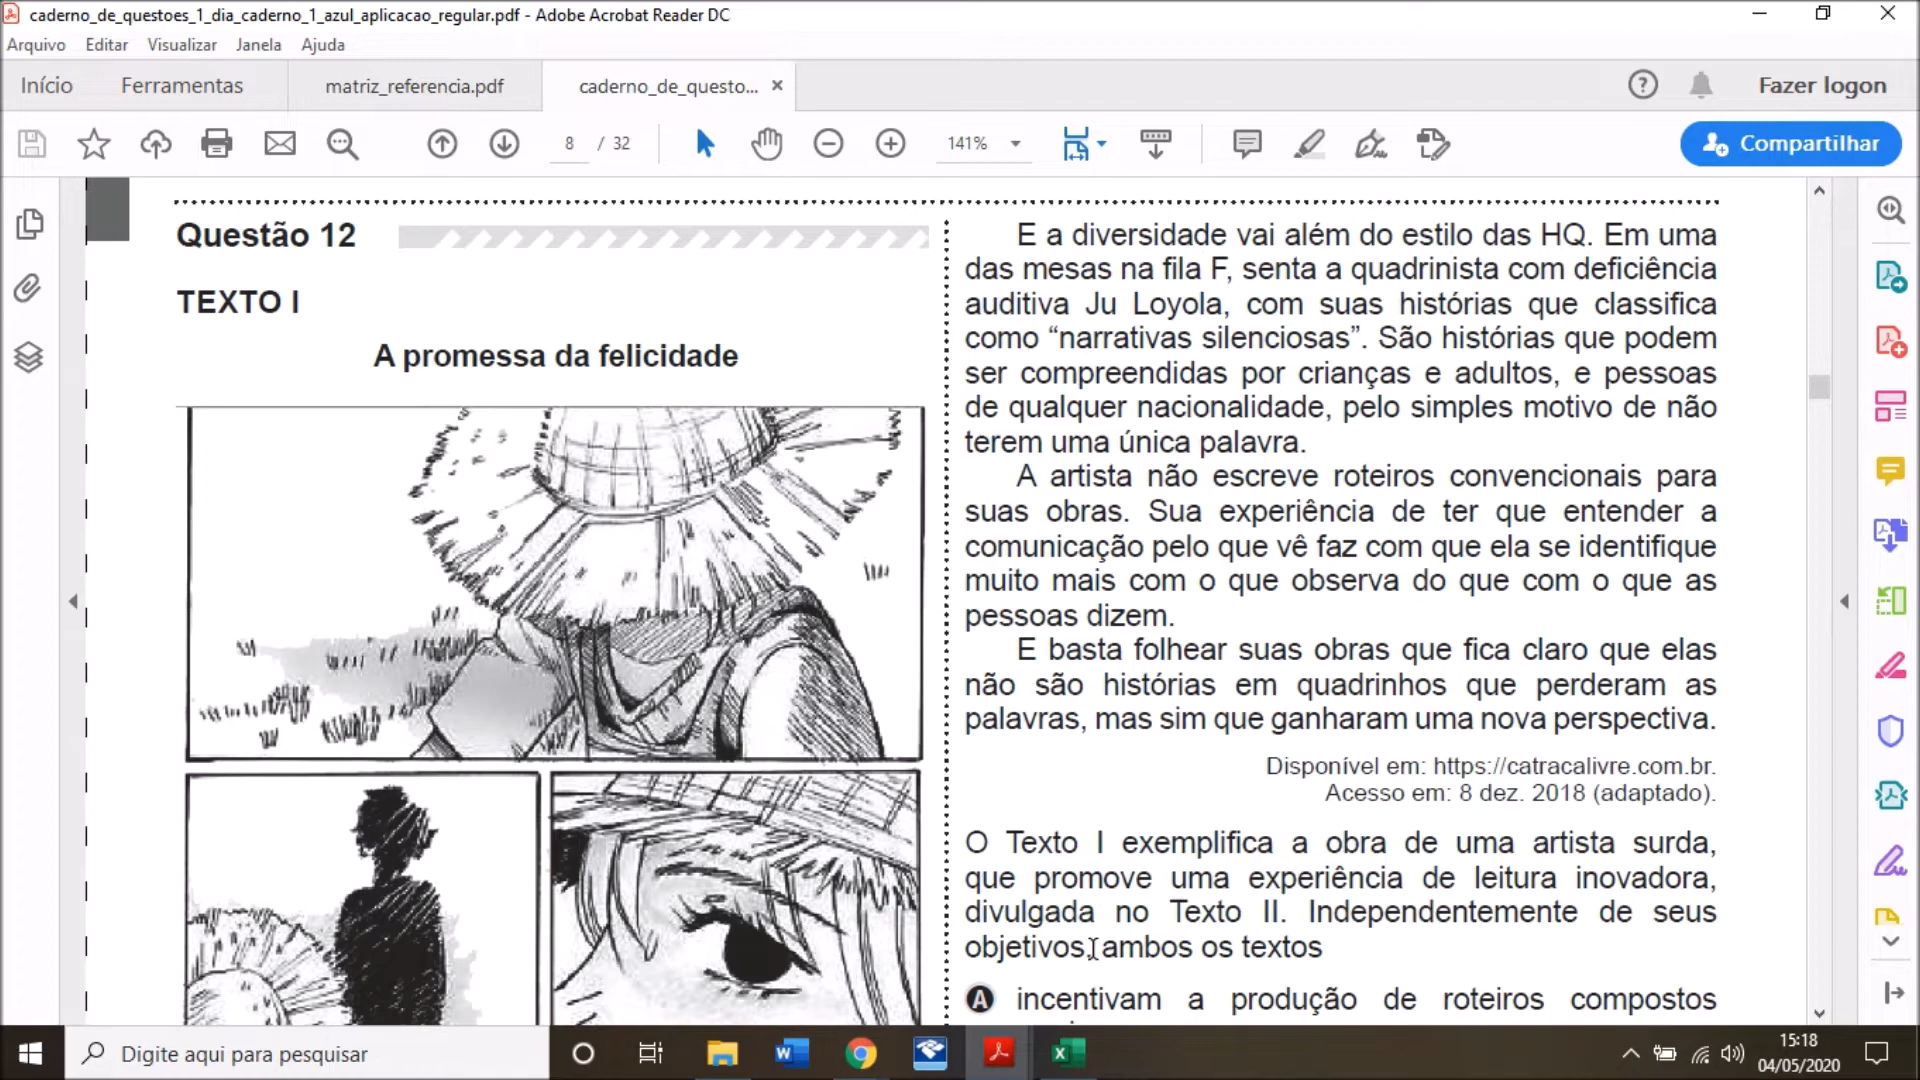 caderno_de_questoes_1_dia_caderno_1_azul_aplicacao_regular.pdf - Adobe Acrobat Reader DC
Arquivo Editar Visualizar Janela Ajuda
Início Ferramentas matriz_referencia.pdf caderno_de_questo... Fazer logon
8 / 32 141% Compartilhar
Questão 12
TEXTO I
A promessa da felicidade
E a diversidade vai além do estilo das HQ. Em uma
das mesas na fila F, senta a quadrinista com deficiência
auditiva Ju Loyola, com suas histórias que classifica
como “narrativas silenciosas”. São histórias que podem
ser compreendidas por crianças e adultos, e pessoas
de qualquer nacionalidade, pelo simples motivo de não
terem uma única palavra.
A artista não escreve roteiros convencionais para
suas obras. Sua experiência de ter que entender a
comunicação pelo que vê faz com que ela se identifique
muito mais com o que observa do que com o que as
pessoas dizem.
E basta folhear suas obras que fica claro que elas
não são histórias em quadrinhos que perderam as
palavras, mas sim que ganharam uma nova perspectiva.
Disponível em: https://catracalivre.com.br.
Acesso em: 8 dez. 2018 (adaptado).
O Texto I exemplifica a obra de uma artista surda,
que promove uma experiência de leitura inovadora,
divulgada no Texto II. Independentemente de seus
objetivos, ambos os textos
A incentivam a produção de roteiros compostos
Digite aqui para pesquisar
15:18
04/05/2020